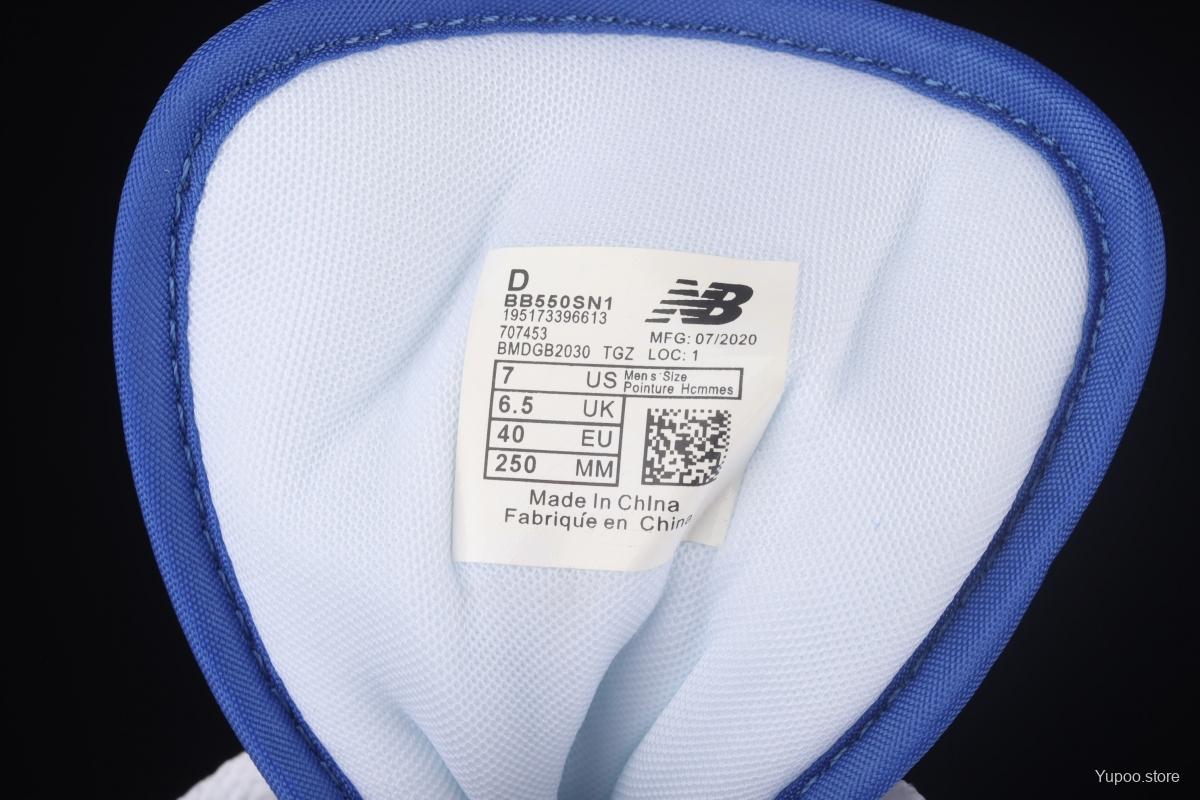 D
BB550SN1
195173396613
707453
BMDGB2030 TGZ LOC: 1
NB
MFG: 07/2020
7 US Men s Size
Pointure Hcmmes
6.5 UK
40 EU
250 MM
Made In ChIna
Fabriqúe en China
Yupoo.store